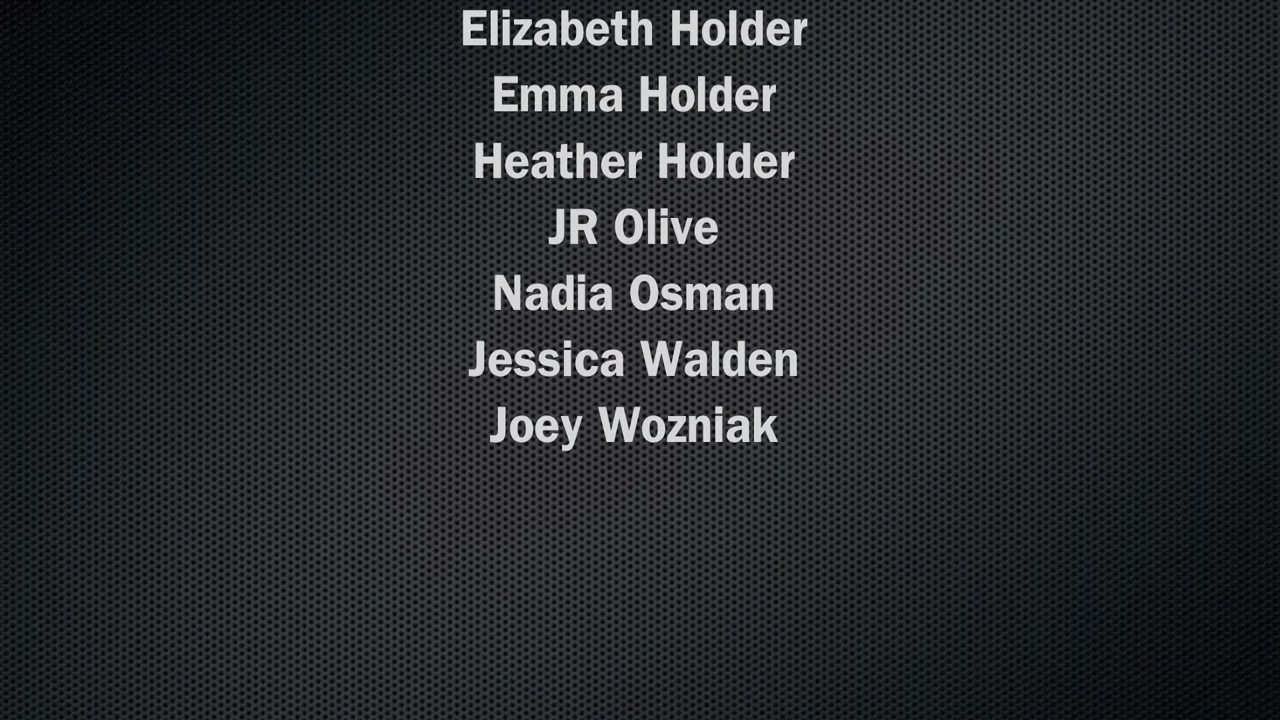 Elizabeth Holder
Emma Holder
Heather Holder
JR Olive
Nadia Osman
Jessica Walden
Joey Wozniak